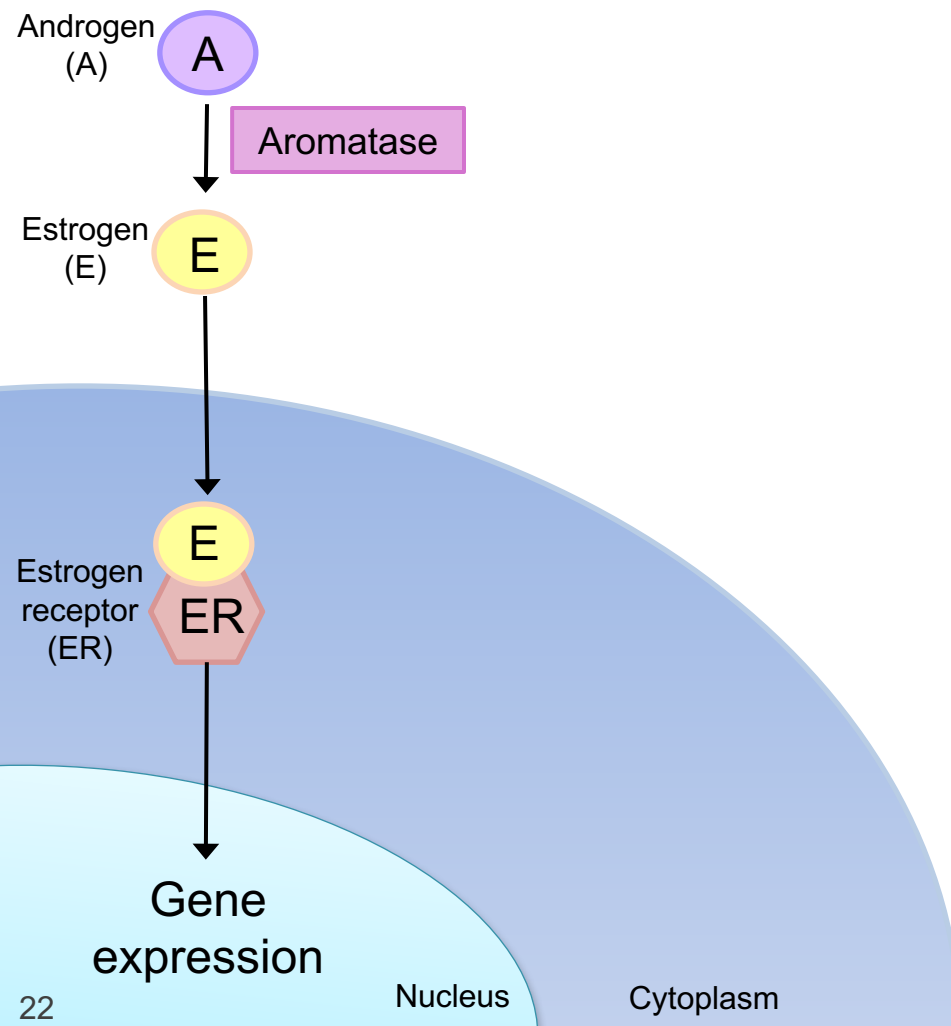 Androgen
(A)
A
Aromatase
Estrogen
(E)
E
E
Estrogen
receptor
(ER)
ER
Gene
expression
Nucleus
Cytoplasm
22